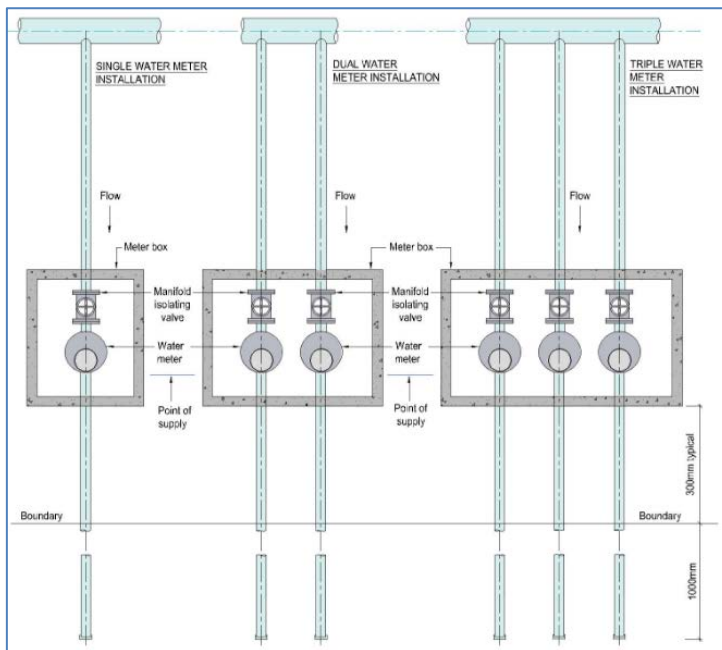 SINGLE WATER METER
INSTALLATION
DUAL WATER
METER INSTALLATION
TRIPLE WATER
METER
INSTALLATION
Flow
Flow
Flow
Meter box
Meter box
Manifold
isolating
valve
Manifold
isolating
valve
Water
meter
Water
meter
Point of
supply
Point of
supply
300mm typical
Boundary
Boundary
1000mm